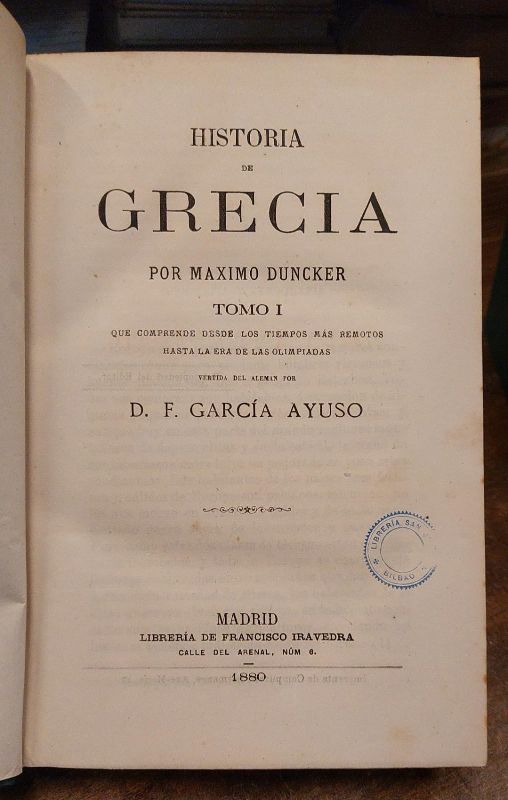 HISTORIA
DE
GRECIA
POR MAXIMO DUNCKER
TOMO I
QUE COMPRENDE DESDE LOS TIEMPOS MÁS REMOTOS
HASTA LA ERA DE LAS OLIMPIADAS
VERTIDA DEL ALEMAN POR
D. F. GARCÍA AYUSO
LIBRERÍA SAN
BILBAO
MADRID
LIBRERÍA DE FRANCISCO IRAVEDRA
CALLE DEL ARENAL, NÚM 6.
1880